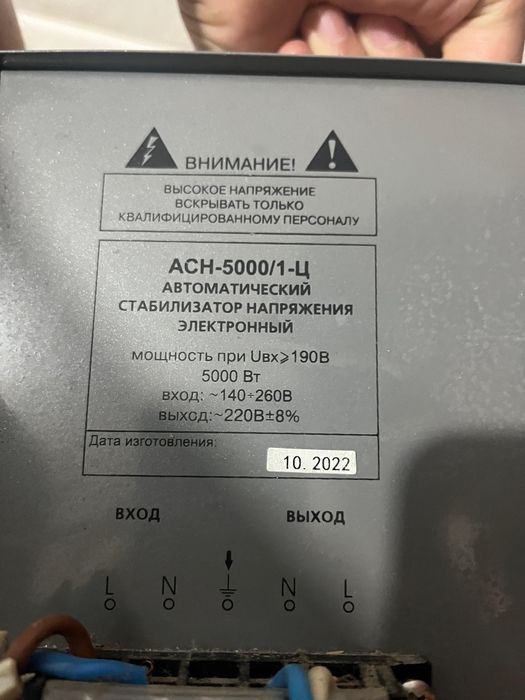 ВНИМАНИЕ!
ВЫСОКОЕ НАПРЯЖЕНИЕ
ВСКРЫВАТЬ ТОЛЬКО
КВАЛИФИЦИРОВАННОМУ ПЕРСОНАЛУ
АСН-5000/1-Ц
АВТОМАТИЧЕСКИЙ
СТАБИЛИЗАТОР НАПРЯЖЕНИЯ
ЭЛЕКТРОННЫЙ
мощность при Uвх⩾190В
5000 Вт
вход: ~140÷260В
выход:~220В±8%
Дата изготовления:
10. 2022
ВХОД ВЫХОД
L N N L